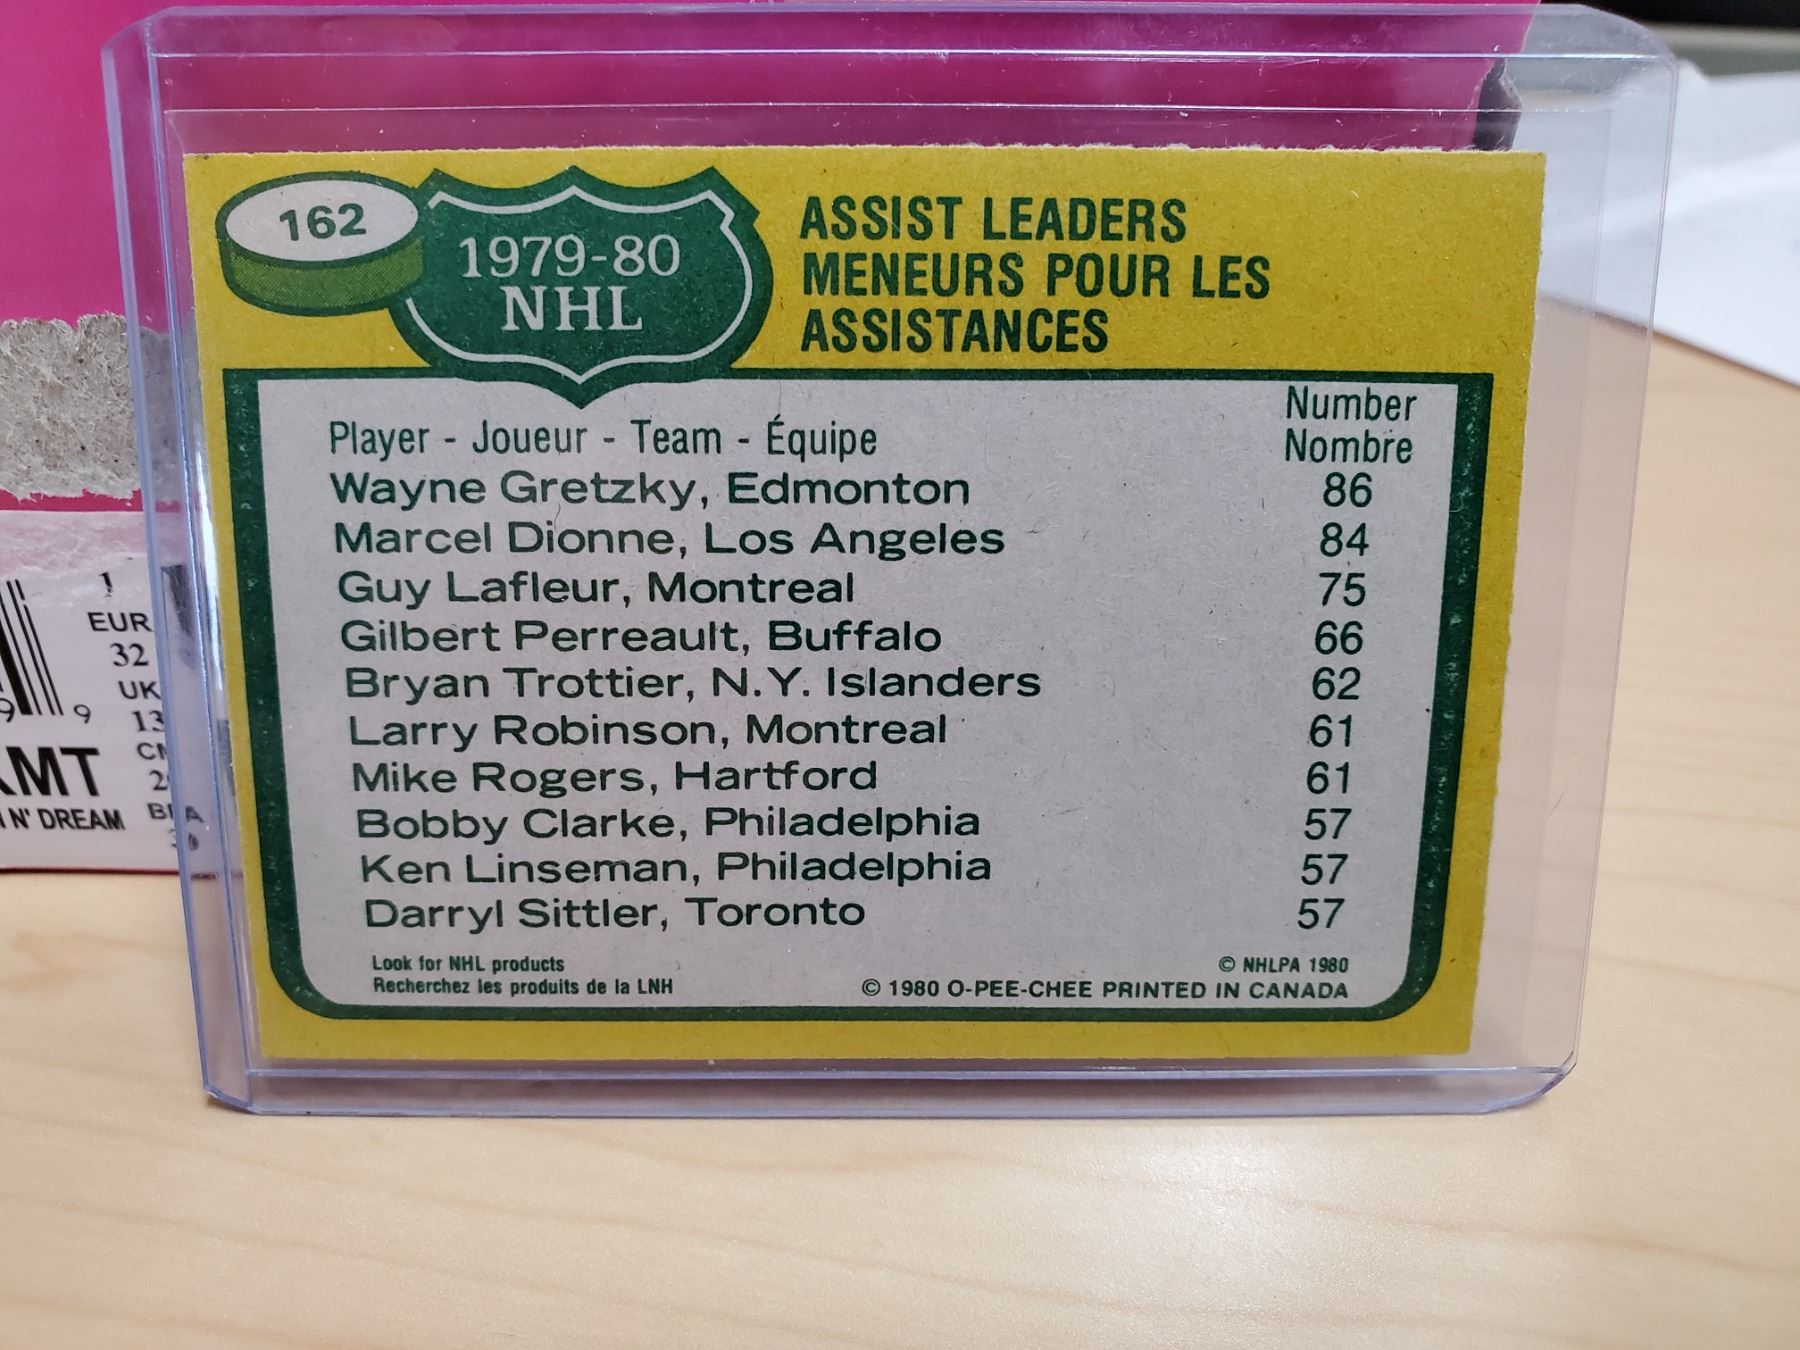 162
1979-80
NHL
ASSIST LEADERS
MENEURS POUR LES
ASSISTANCES
Number
Nombre
Player - Joueur - Team - Équipe
Wayne Gretzky, Edmonton 86
Marcel Dionne, Los Angeles 84
Guy Lafleur, Montreal 75
Gilbert Perreault, Buffalo 66
Bryan Trottier, N.Y. Islanders 62
Larry Robinson, Montreal 61
Mike Rogers, Hartford 61
Bobby Clarke, Philadelphia 57
Ken Linseman, Philadelphia 57
Darryl Sittler, Toronto 57
Look for NHL products
Recherchez les produits de la LNH
© NHLPA 1980
© 1980 O-PEE-CHEE PRINTED IN CANADA
EUR
32
UK
13
9
N' DREAM